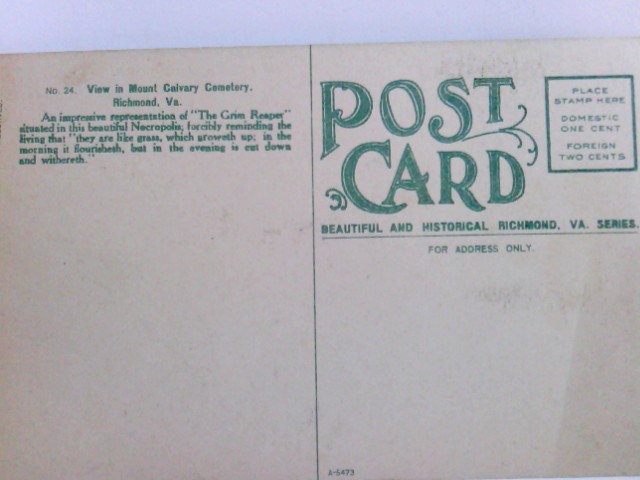 No. 24. View in Mount Calvary Cemetery.
Richmond, Va.
An impressive representation of "The Grim Reaper"
situated in this beautiful Necropolis; forcibly reminding the
living that "they are like grass, which groweth up; in the
morning it flourisheth, but in the evening is cut down
and withereth."
POST
CARD
PLACE
STAMP HERE
DOMESTIC
ONE CENT
FOREIGN
TWO CENTS
BEAUTIFUL AND HISTORICAL RICHMOND, VA. SERIES.
FOR ADDRESS ONLY.
A-5473